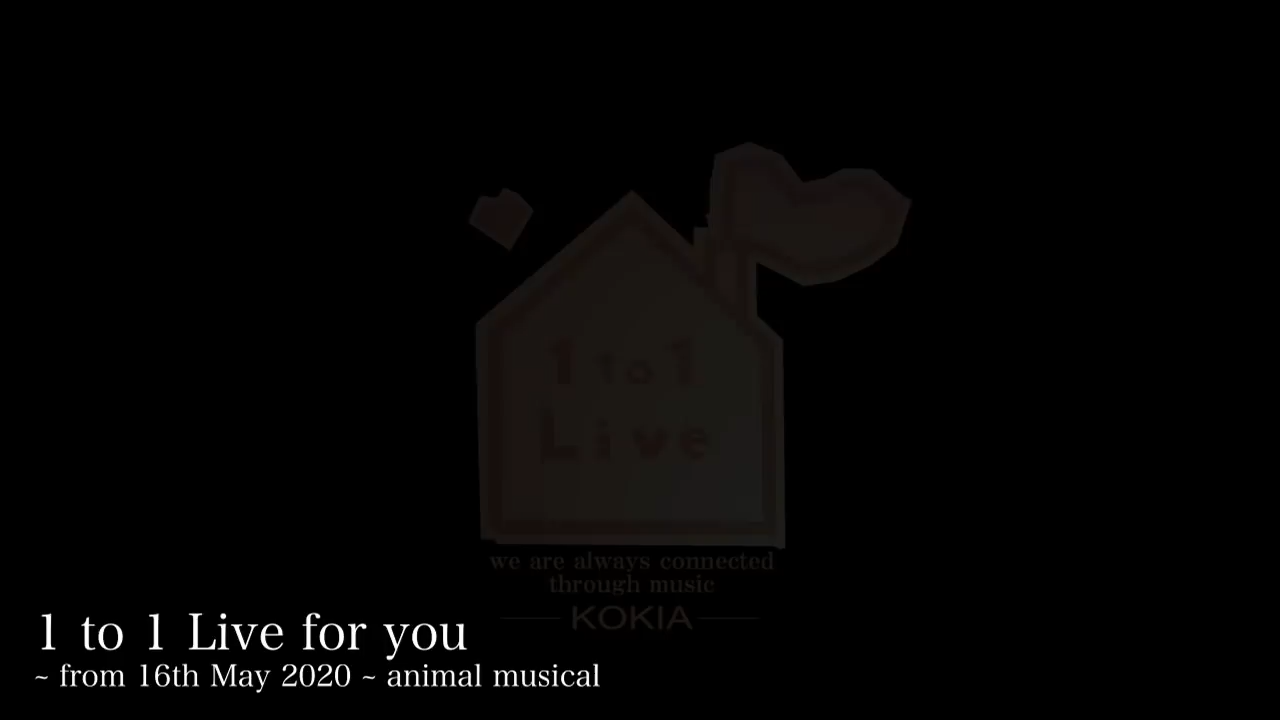 1 to 1
Live
we are always connected
through music
KOKIA
1 to 1 Live for you
~ from 16th May 2020 ~ animal musical